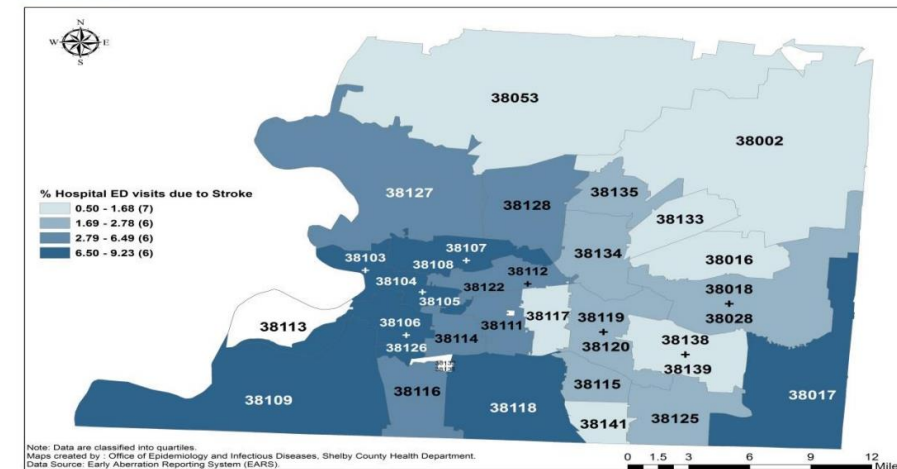 N
W E
S
38053
38002
% Hospital ED visits due to Stroke
0.50 - 1.68 (7)
1.69 - 2.78 (6)
2.79 - 6.49 (6)
6.50 - 9.23 (6)
38127
38128
38135
38133
38134
38016
38103
38107
38108
38112
38104
38122
38105
38018
38028
38113
38106
38126
38114
38111
38117
38119
38120
38138
38139
38109
38116
38118
38115
38141
38125
38017
Note: Data are classified into quartiles.
Maps created by : Office of Epidemiology and Infectious Diseases, Shelby County Health Department.
Data Source: Early Aberration Reporting System (EARS).
0 1.5 3 6 9 12
Mile